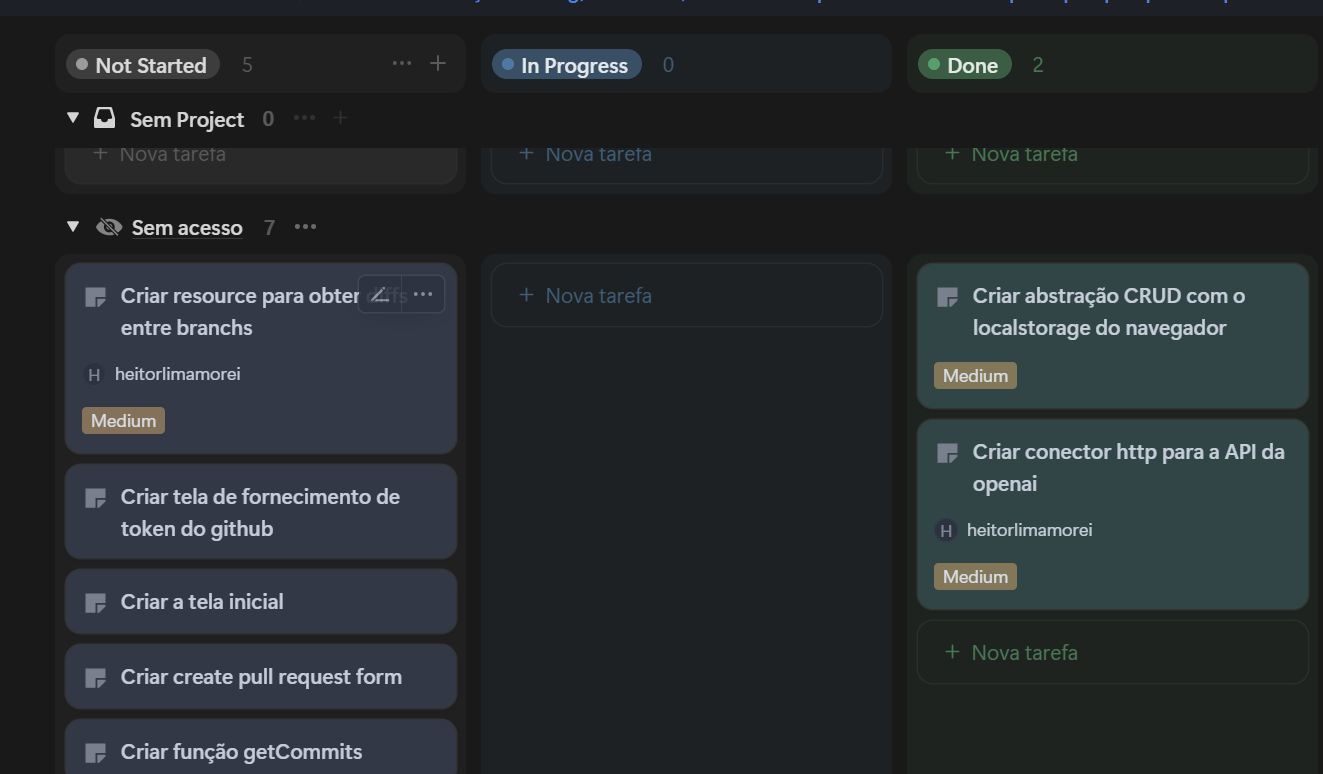 Not Started 5
In Progress 0
Done 2
Sem Project 0
+ Nova tarefa
+ Nova tarefa
+ Nova tarefa
Sem acesso 7
Criar resource para obter diffs
entre branchs
H heitorlimamorei
Medium
Criar tela de fornecimento de
token do github
Criar a tela inicial
Criar create pull request form
Criar função getCommits
+ Nova tarefa
Criar abstração CRUD com o
localstorage do navegador
Medium
Criar conector http para a API da
openai
H heitorlimamorei
Medium
+ Nova tarefa